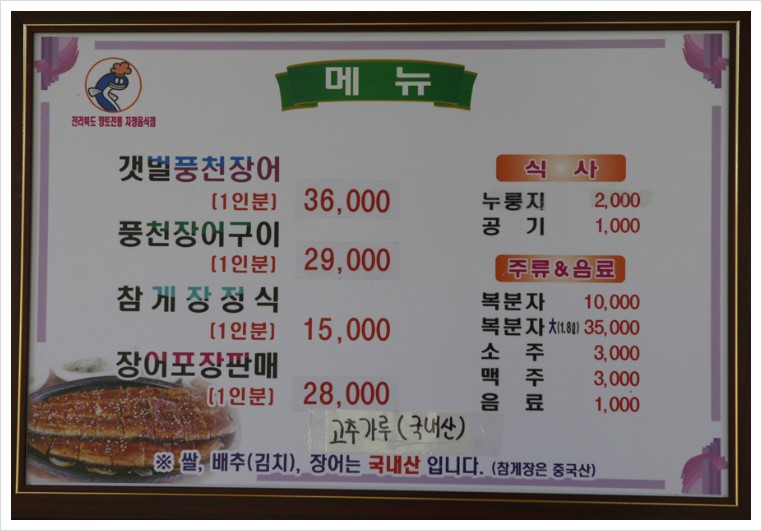 메 뉴
전라북도 향토전통 지정음식점
갯벌풍천장어
(1인분) 36,000
풍천장어구이
(1인분) 29,000
참게장정식
(1인분) 15,000
장어포장판매
(1인분) 28,000
식 사
누룽지 2,000
공 기 1,000
주류&음료
복분자 10,000
복분자大(1.8ℓ) 35,000
소 주 3,000
맥 주 3,000
음 료 1,000
고추가루(국내산)
※ 쌀, 배추(김치), 장어는 국내산 입니다. (참게장은 중국산)